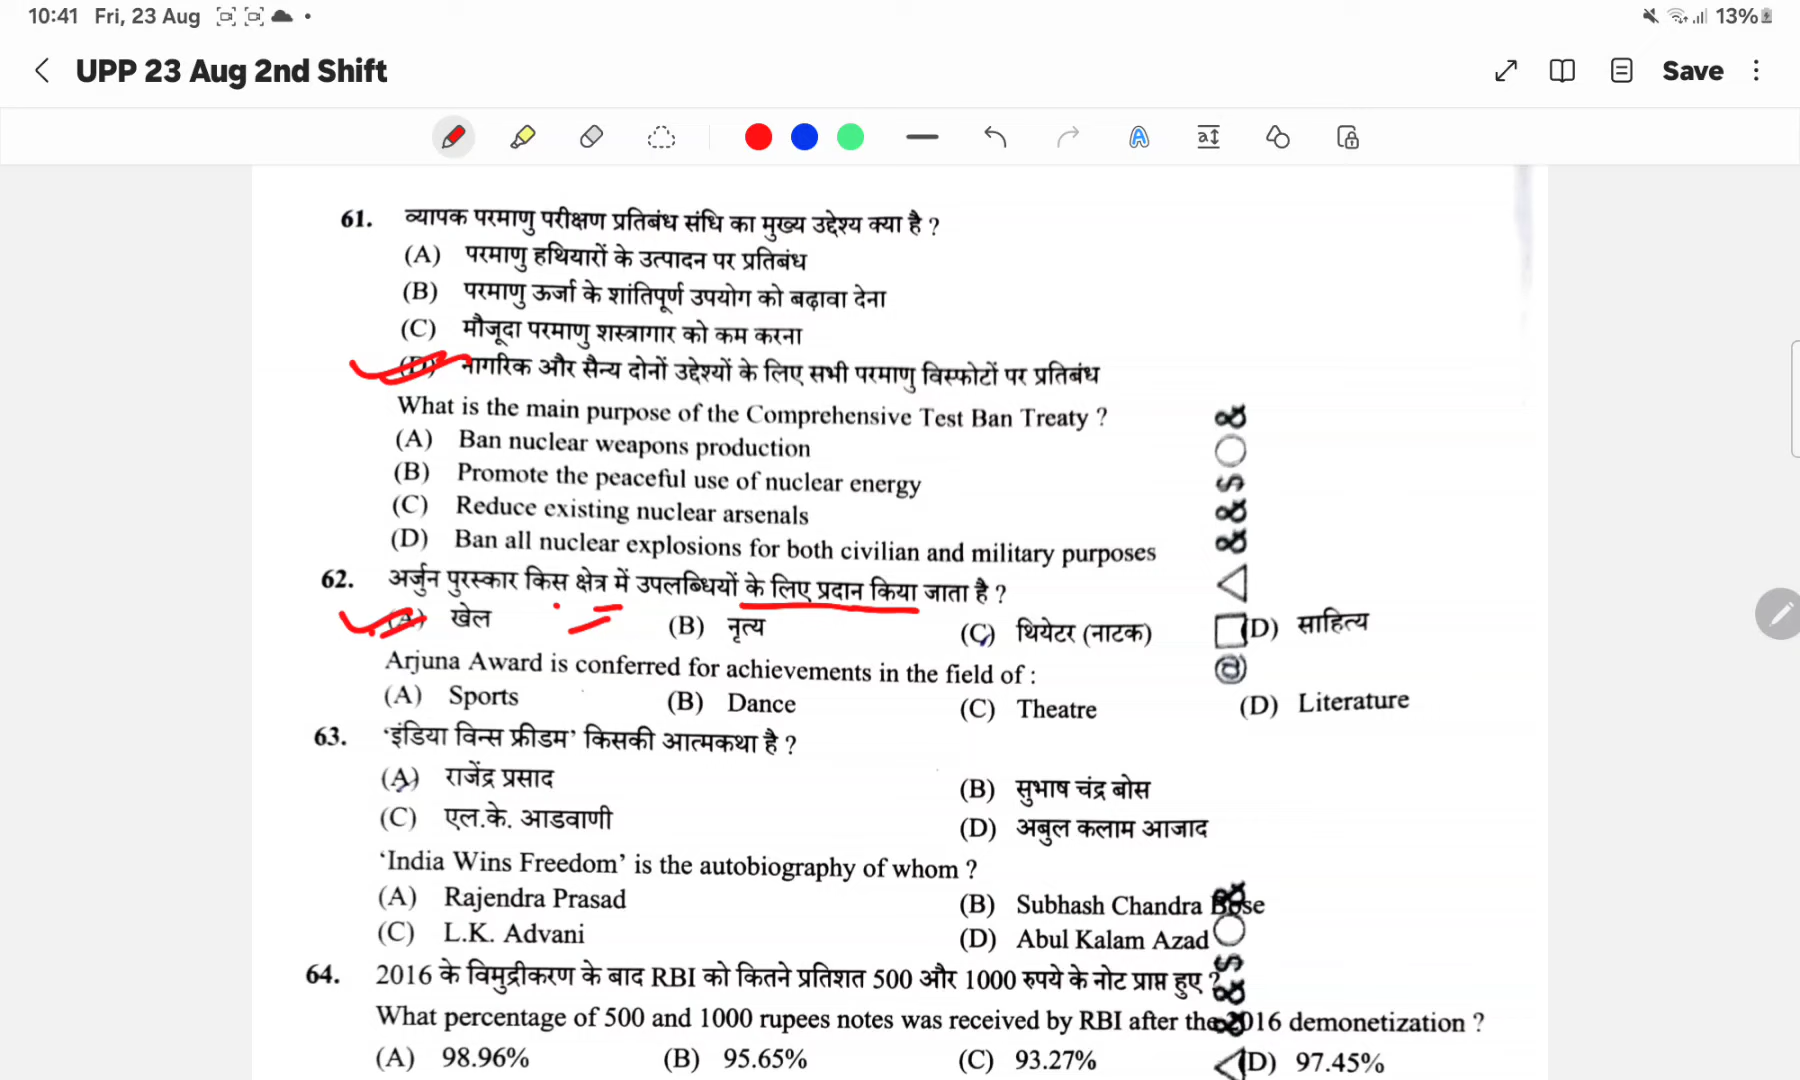 10:41 Fri, 23 Aug
13%
UPP 23 Aug 2nd Shift
Save
61. व्यापक परमाणु परीक्षण प्रतिबंध संधि का मुख्य उद्देश्य क्या है ?
(A) परमाणु हथियारों के उत्पादन पर प्रतिबंध
(B) परमाणु ऊर्जा के शांतिपूर्ण उपयोग को बढ़ावा देना
(C) मौजूदा परमाणु शस्त्रागार को कम करना
(D) नागरिक और सैन्य दोनों उद्देश्यों के लिए सभी परमाणु विस्फोटों पर प्रतिबंध
What is the main purpose of the Comprehensive Test Ban Treaty ?
(A) Ban nuclear weapons production
(B) Promote the peaceful use of nuclear energy
(C) Reduce existing nuclear arsenals
(D) Ban all nuclear explosions for both civilian and military purposes
62. अर्जुन पुरस्कार किस क्षेत्र में उपलब्धियों के लिए प्रदान किया जाता है ?
(A) खेल (B) नृत्य (C) थियेटर (नाटक) (D) साहित्य
Arjuna Award is conferred for achievements in the field of :
(A) Sports (B) Dance (C) Theatre (D) Literature
63. ‘इंडिया विन्स फ्रीडम’ किसकी आत्मकथा है ?
(A) राजेंद्र प्रसाद (B) सुभाष चंद्र बोस
(C) एल.के. आडवाणी (D) अबुल कलाम आजाद
‘India Wins Freedom’ is the autobiography of whom ?
(A) Rajendra Prasad (B) Subhash Chandra Bose
(C) L.K. Advani (D) Abul Kalam Azad
64. 2016 के विमुद्रीकरण के बाद RBI को कितने प्रतिशत 500 और 1000 रुपये के नोट प्राप्त हुए ?
What percentage of 500 and 1000 rupees notes was received by RBI after the 2016 demonetization ?
(A) 98.96% (B) 95.65% (C) 93.27% (D) 97.45%